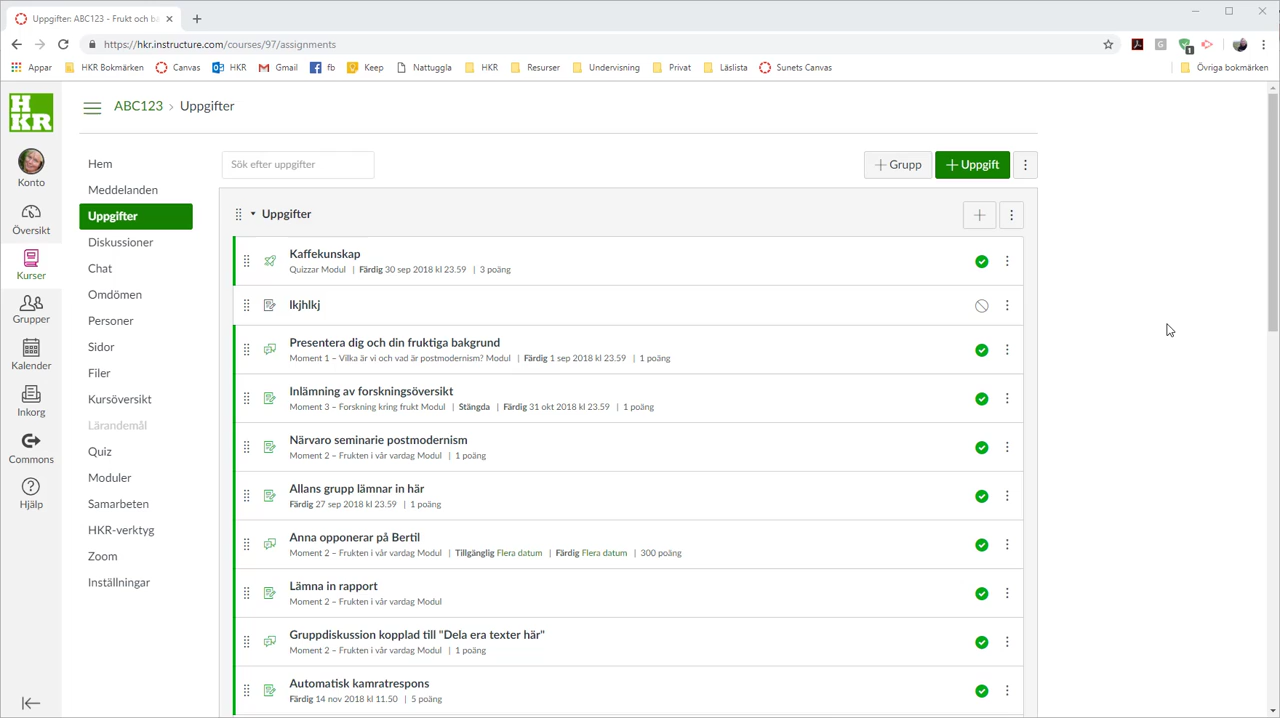 Uppgifter: ABC123 - Frukt och ba
https://hkr.instructure.com/courses/97/assignments
1
Appar HKR Bokmärken Canvas HKR Gmail fb Keep Nattuggla HKR Resurser Undervisning Privat Läslista Sunets Canvas Övriga bokmärken
HKR
Konto
Översikt
Kurser
Grupper
Kalender
Inkorg
Commons
Hjälp
ABC123 › Uppgifter
Hem
Meddelanden
Uppgifter
Diskussioner
Chat
Omdömen
Personer
Sidor
Filer
Kursöversikt
Lärandemål
Quiz
Moduler
Samarbeten
HKR-verktyg
Zoom
Inställningar
Sök efter uppgifter
+ Grupp
+ Uppgift
Uppgifter
Kaffekunskap
Quizzar Modul | Färdig 30 sep 2018 kl 23.59 | 3 poäng
lkjhlkj
Presentera dig och din fruktiga bakgrund
Moment 1 – Vilka är vi och vad är postmodernism? Modul | Färdig 1 sep 2018 kl 23.59 | 1 poäng
Inlämning av forskningsöversikt
Moment 3 – Forskning kring frukt Modul | Stängda | Färdig 31 okt 2018 kl 23.59 | 1 poäng
Närvaro seminarie postmodernism
Moment 2 – Frukten i vår vardag Modul | 1 poäng
Allans grupp lämnar in här
Färdig 27 sep 2018 kl 23.59 | 1 poäng
Anna opponerar på Bertil
Moment 2 – Frukten i vår vardag Modul | Tillgänglig Flera datum | Färdig Flera datum | 300 poäng
Lämna in rapport
Moment 2 – Frukten i vår vardag Modul
Gruppdiskussion kopplad till "Dela era texter här"
Moment 2 – Frukten i vår vardag Modul | 1 poäng
Automatisk kamratrespons
Färdig 14 nov 2018 kl 11.50 | 5 poäng